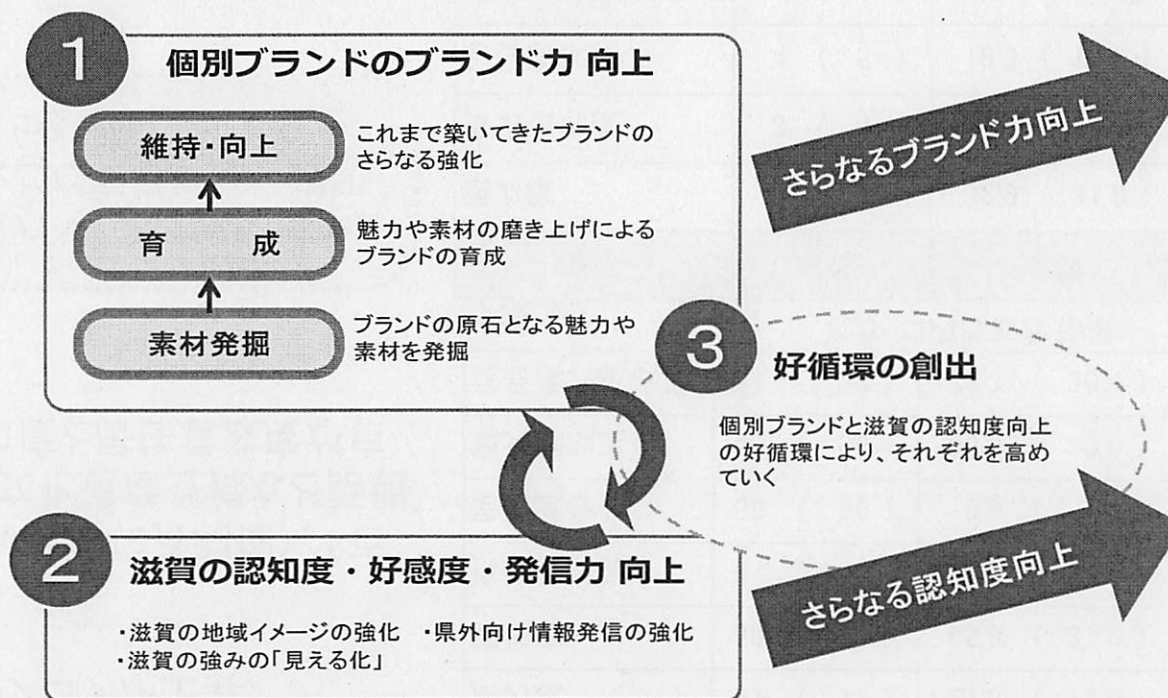 1
個別ブランドのブランド力 向上
維持・向上
これまで築いてきたブランドの
さらなる強化
育 成
魅力や素材の磨き上げによる
ブランドの育成
素材発掘
ブランドの原石となる魅力や
素材を発掘
さらなるブランド力向上
3
好循環の創出
個別ブランドと滋賀の認知度向上
の好循環により、それぞれを高め
ていく
2
滋賀の認知度・好感度・発信力 向上
・滋賀の地域イメージの強化 ・県外向け情報発信の強化
・滋賀の強みの「見える化」
さらなる認知度向上